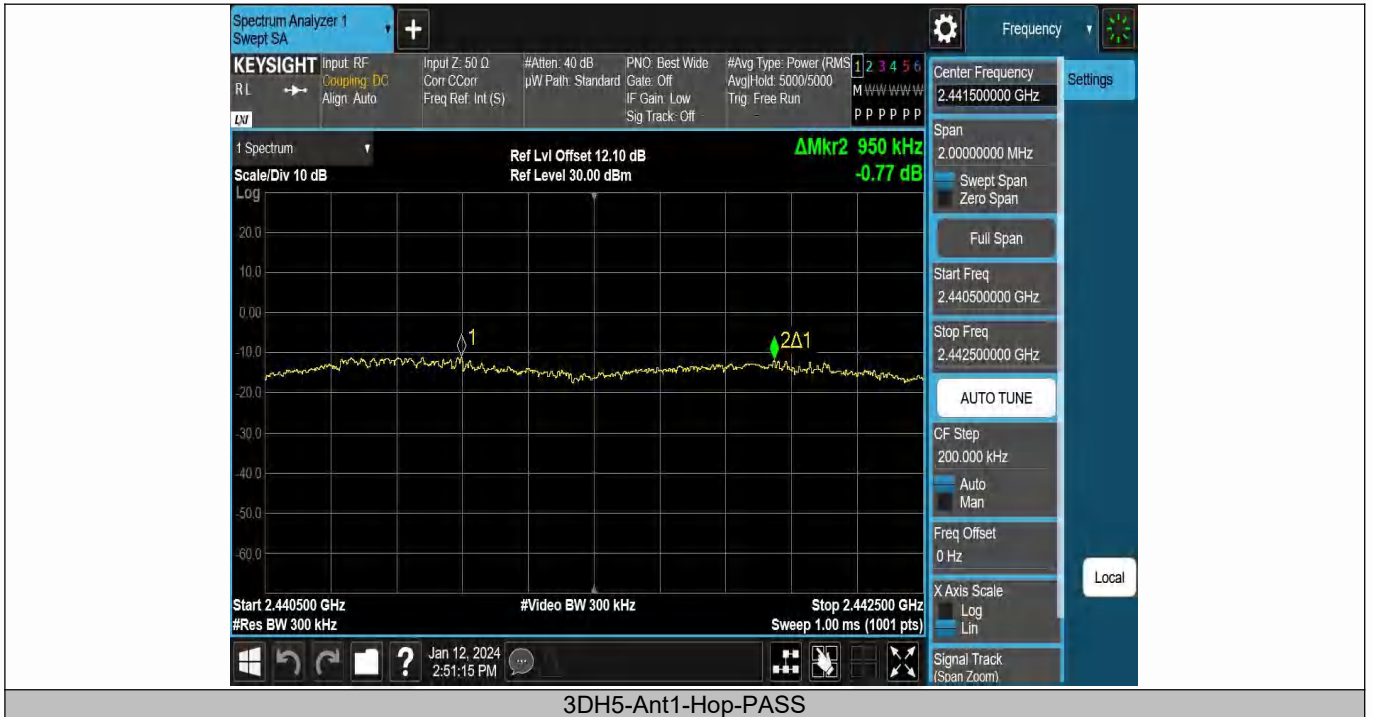 Spectrum Analyzer 1
Swept SA
+
Frequency
KEYSIGHT
R L
LXI
Input: RF
Coupling: DC
Align: Auto
Input Z: 50 Ω
Corr CCorr
Freq Ref: Int (S)
#Atten: 40 dB
µW Path: Standard
PNO: Best Wide
Gate: Off
IF Gain: Low
Sig Track: Off
#Avg Type: Power (RMS
Avg|Hold: 5000/5000
Trig: Free Run
1 2 3 4 5 6
M W W W W W
P P P P P P
Center Frequency
2.441500000 GHz
Settings
1 Spectrum
Scale/Div 10 dB
Log
Ref Lvl Offset 12.10 dB
Ref Level 30.00 dBm
ΔMkr2 950 kHz
-0.77 dB
20.0
10.0
0.00
-10.0
-20.0
-30.0
-40.0
-50.0
-60.0
1
2Δ1
Start 2.440500 GHz
#Res BW 300 kHz
#Video BW 300 kHz
Stop 2.442500 GHz
Sweep 1.00 ms (1001 pts)
Span
2.00000000 MHz
Swept Span
Zero Span
Full Span
Start Freq
2.440500000 GHz
Stop Freq
2.442500000 GHz
AUTO TUNE
CF Step
200.000 kHz
Auto
Man
Freq Offset
0 Hz
X Axis Scale
Log
Lin
Local
Signal Track
(Span Zoom)
?
Jan 12, 2024
2:51:15 PM
3DH5-Ant1-Hop-PASS